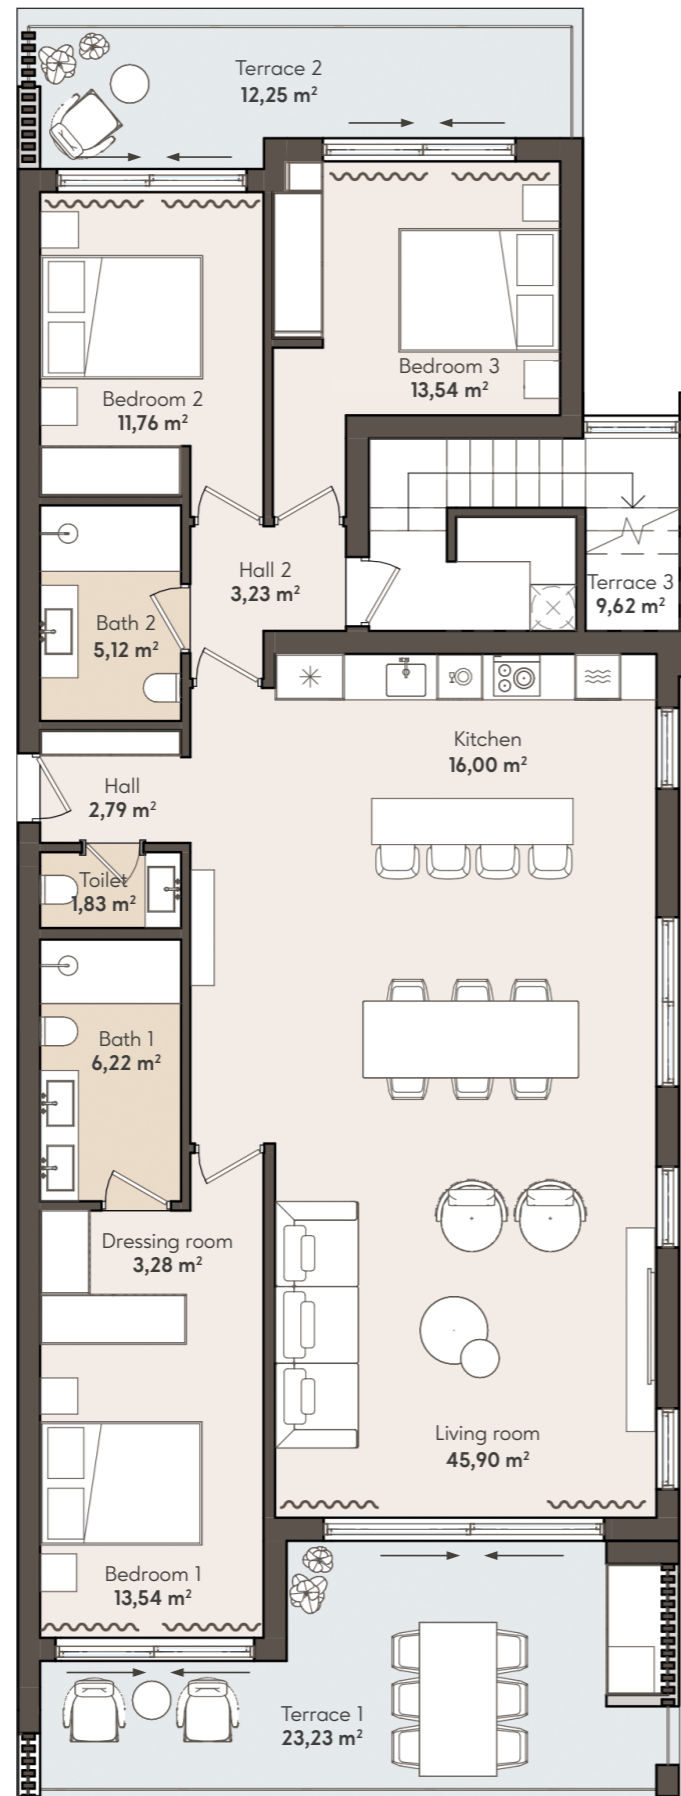 Terrace 2
12,25 m²
Bedroom 3
13,54 m²
Bedroom 2
11,76 m²
Hall 2
3,23 m²
Terrace 3
9,62 m²
Bath 2
5,12 m²
Kitchen
16,00 m²
Hall
2,79 m²
Toilet
1,83 m²
Bath 1
6,22 m²
Dressing room
3,28 m²
Living room
45,90 m²
Bedroom 1
13,54 m²
Terrace 1
23,23 m²